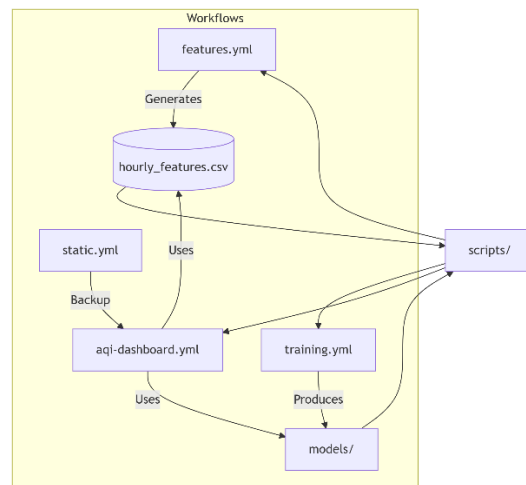 Workflows
features.yml
Generates
hourly_features.csv
static.yml
Uses
scripts/
Backup
aqi-dashboard.yml
training.yml
Uses
Produces
models/